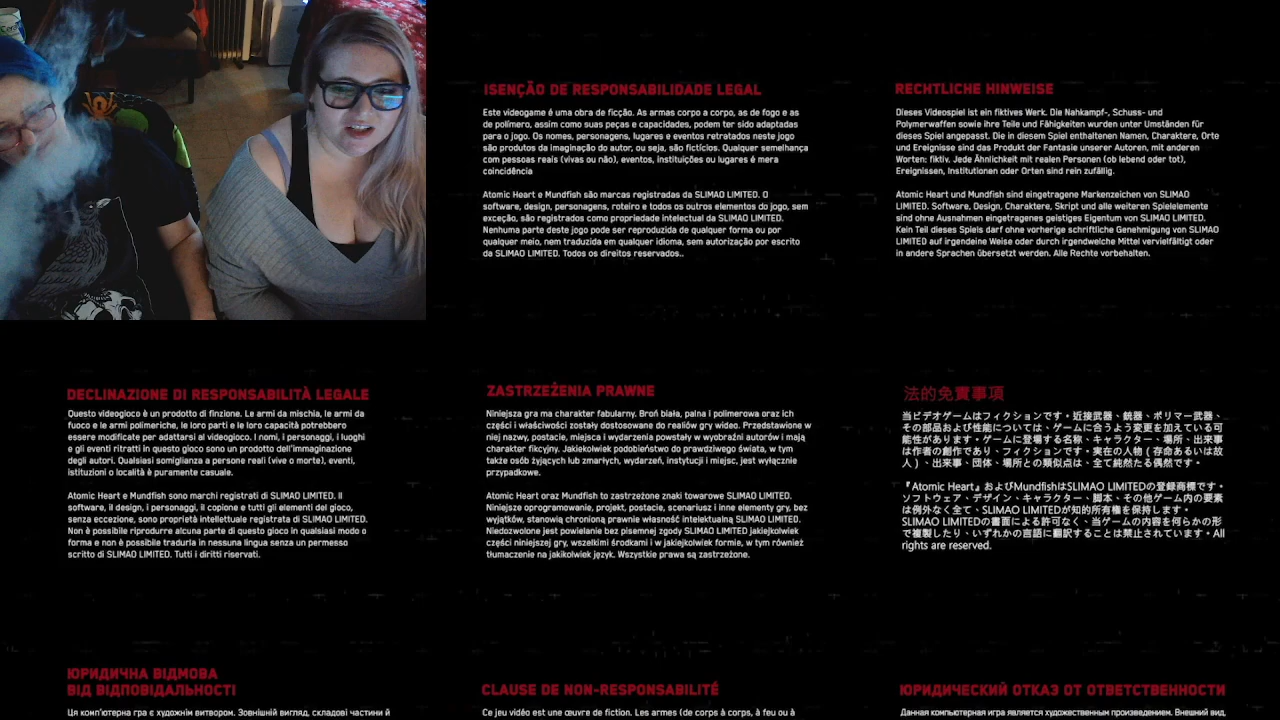 ISENÇÃO DE RESPONSABILIDADE LEGAL
Este videogame é uma obra de ficção. As armas corpo a corpo, as de fogo e as
de polímero, assim como suas peças e capacidades, podem ter sido adaptadas
para o jogo. Os nomes, personagens, lugares e eventos retratados neste jogo
são produtos da imaginação do autor, ou seja, são fictícios. Qualquer semelhança
com pessoas reais (vivas ou não), eventos, instituições ou lugares é mera
coincidência
Atomic Heart e Mundfish são marcas registradas da SLIMAO LIMITED. O
software, design, personagens, roteiro e todos os outros elementos do jogo, sem
exceção, são registrados como propriedade intelectual da SLIMAO LIMITED.
Nenhuma parte deste jogo pode ser reproduzida de qualquer forma ou por
qualquer meio, nem traduzida em qualquer idioma, sem autorização por escrito
da SLIMAO LIMITED. Todos os direitos reservados..
RECHTLICHE HINWEISE
Dieses Videospiel ist ein fiktives Werk. Die Nahkampf-, Schuss- und
Polymerwaffen sowie ihre Teile und Fähigkeiten wurden unter Umständen für
dieses Spiel angepasst. Die in diesem Spiel enthaltenen Namen, Charaktere, Orte
und Ereignisse sind das Produkt der Fantasie unserer Autoren, mit anderen
Worten: fiktiv. Jede Ähnlichkeit mit realen Personen (ob lebend oder tot),
Ereignissen, Institutionen oder Orten sind rein zufällig.
Atomic Heart und Mundfish sind eingetragene Markenzeichen von SLIMAO
LIMITED. Software, Design, Charaktere, Skript und alle weiteren Spielelemente
sind ohne Ausnahmen eingetragenes geistiges Eigentum von SLIMAO LIMITED.
Kein Teil dieses Spiels darf ohne vorherige schriftliche Genehmigung von SLIMAO
LIMITED auf irgendeine Weise oder durch irgendwelche Mittel vervielfältigt oder
in andere Sprachen übersetzt werden. Alle Rechte vorbehalten.
DECLINAZIONE DI RESPONSABILITÀ LEGALE
Questo videogioco è un prodotto di finzione. Le armi da mischia, le armi da
fuoco e le armi polimeriche, le loro parti e le loro capacità potrebbero
essere modificate per adattarsi al videogioco. I nomi, i personaggi, i luoghi
e gli eventi ritratti in questo gioco sono un prodotto dell'immaginazione
degli autori. Qualsiasi somiglianza a persone reali (vive o morte), eventi,
istituzioni o località è puramente casuale.
Atomic Heart e Mundfish sono marchi registrati di SLIMAO LIMITED. Il
software, il design, i personaggi, il copione e tutti gli elementi del gioco,
senza eccezione, sono proprietà intellettuale registrata di SLIMAO LIMITED.
Non è possibile riprodurre alcuna parte di questo gioco in qualsiasi modo o
forma e non è possibile tradurla in nessuna lingua senza un permesso
scritto di SLIMAO LIMITED. Tutti i diritti riservati.
ZASTRZEŻENIA PRAWNE
Niniejsza gra ma charakter fabularny. Broń biała, palna i polimerowa oraz ich
części i właściwości zostały dostosowane do realiów gry wideo. Przedstawione w
niej nazwy, postacie, miejsca i wydarzenia powstały w wyobraźni autorów i mają
charakter fikcyjny. Jakiekolwiek podobieństwo do prawdziwego świata, w tym
także osób żyjących lub zmarłych, wydarzeń, instytucji i miejsc, jest wyłącznie
przypadkowe.
Atomic Heart oraz Mundfish to zastrzeżone znaki towarowe SLIMAO LIMITED.
Niniejsze oprogramowanie, projekt, postacie, scenariusz i inne elementy gry, bez
wyjątków, stanowią chronioną prawnie własność intelektualną SLIMAO LIMITED.
Niedozwolone jest powielanie bez pisemnej zgody SLIMAO LIMITED jakiejkolwiek
części niniejszej gry, wszelkimi środkami i w jakiejkolwiek formie, w tym również
tłumaczenie na jakikolwiek język. Wszystkie prawa są zastrzeżone.
法的免責事項
当ビデオゲームはフィクションです・近接武器、銃器、ポリマー武器、
その部品および性能については、ゲームに合うよう変更を加えている可
能性があります・ゲームに登場する名称、キャラクター、場所、出来事
は作者の創作であり、フィクションです・実在の人物（存命あるいは故
人）、出来事、団体、場所との類似点は、全て純然たる偶然です・
『Atomic Heart』およびMundfishはSLIMAO LIMITEDの登録商標です・
ソフトウェア、デザイン、キャラクター、脚本、その他ゲーム内の要素
は例外なく全て、SLIMAO LIMITEDが知的所有権を保持します・
SLIMAO LIMITEDの書面による許可なく、当ゲームの内容を何らかの形
で複製したり、いずれかの言語に翻訳することは禁止されています・All
rights are reserved.
ЮРИДИЧНА ВІДМОВА
ВІД ВІДПОВІДАЛЬНОСТІ
Ця комп'ютерна гра є художнім витвором. Зовнішній вигляд, складові частини й
CLAUSE DE NON-RESPONSABILITÉ
Ce jeu vidéo est une œuvre de fiction. Les armes (de corps à corps, à feu ou à
ЮРИДИЧЕСКИЙ ОТКАЗ ОТ ОТВЕТСТВЕННОСТИ
Данная компьютерная игра является художественным произведением. Внешний вид,